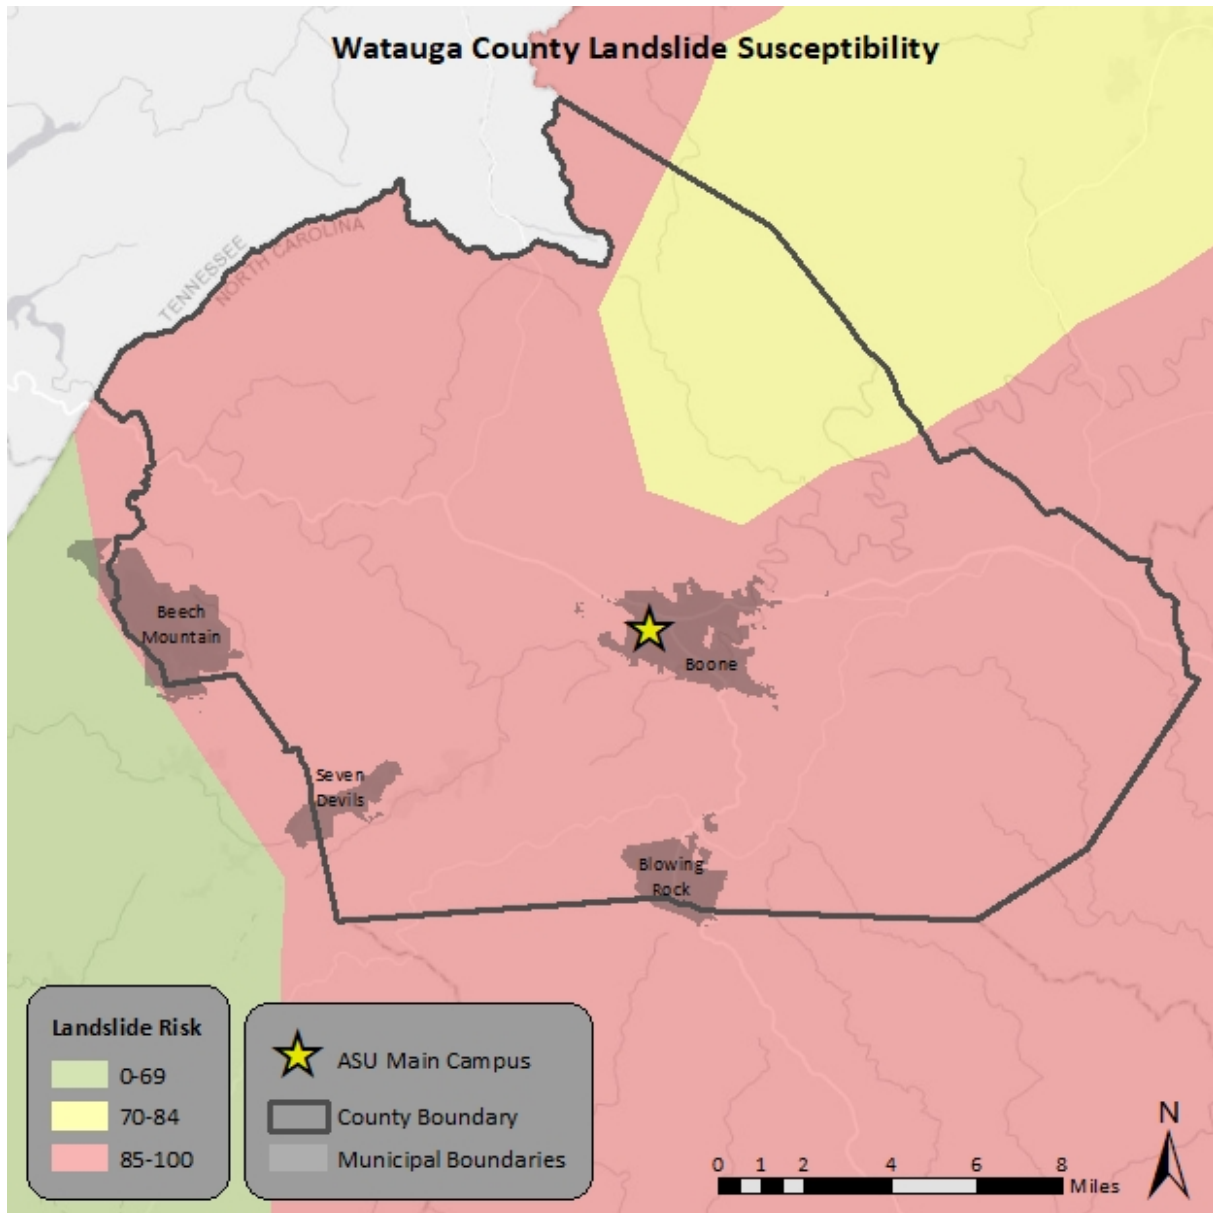 Watauga County Landslide Susceptibility
TENNESSEE
NORTH CAROLINA
Beech
Mountain
Boone
Seven
Devils
Blowing
Rock
Landslide Risk
0-69
70-84
85-100
ASU Main Campus
County Boundary
Municipal Boundaries
N
0 1 2 4 6 8
Miles